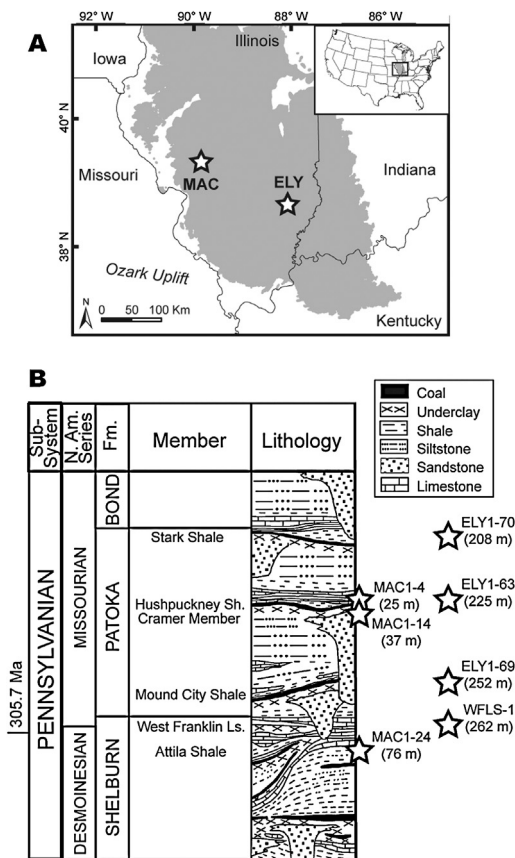 A
92°W
90°W
88°W
86°W
Iowa
Illinois
40°N
Missouri
MAC
ELY
Indiana
38°N
Ozark Uplift
N
0 50 100 Km
Kentucky
B
Coal
Underclay
Shale
Siltstone
Sandstone
Limestone
Sub-
System
N. Am.
Series
Fm.
Member
Lithology
305.7 Ma
PENNSYLVANIAN
MISSOURIAN
DESMOINESIAN
BOND
PATOKA
SHELBURN
Stark Shale
Hushpuckney Sh.
Cramer Member
Mound City Shale
West Franklin Ls.
Attila Shale
MAC1-4
(25 m)
MAC1-14
(37 m)
MAC1-24
(76 m)
ELY1-70
(208 m)
ELY1-63
(225 m)
ELY1-69
(252 m)
WFLS-1
(262 m)